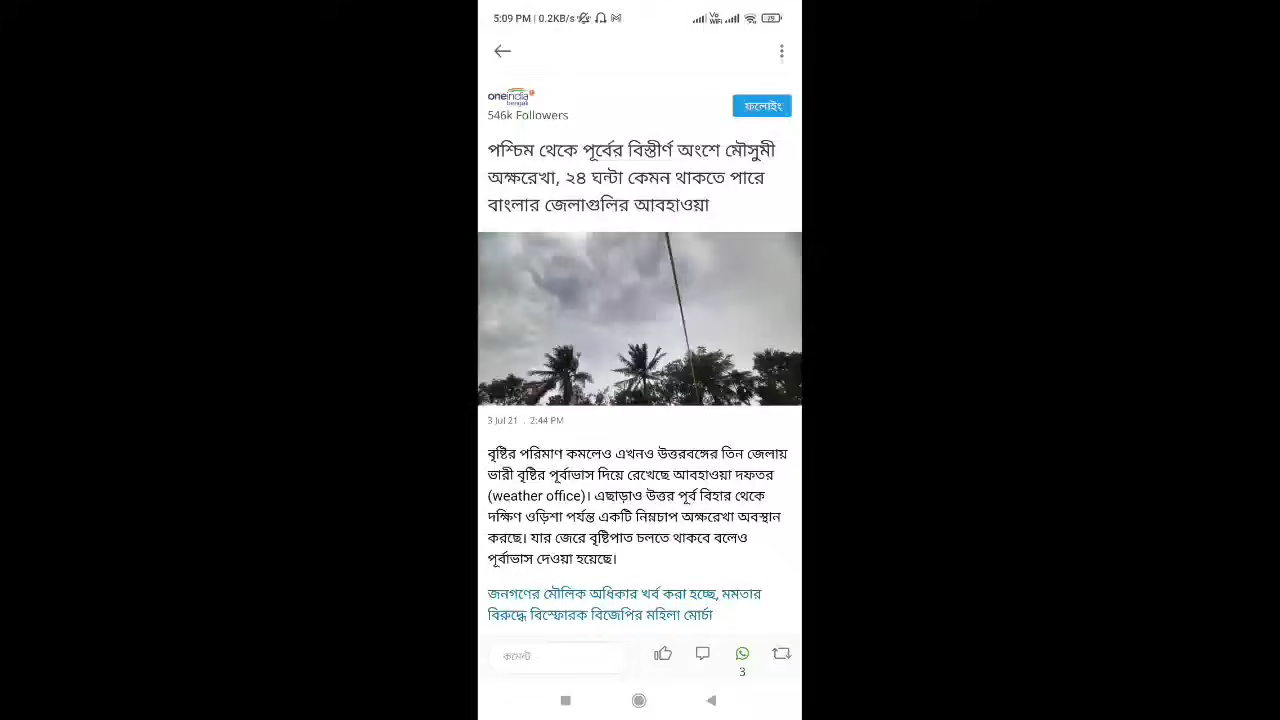 5:09 PM | 0.2KB/s
Vo
WiFi
79
oneindia
bengali
546k Followers
ফলোইং
পশ্চিম থেকে পূর্বের বিস্তীর্ণ অংশে মৌসুমী
অক্ষরেখা, ২৪ ঘন্টা কেমন থাকতে পারে
বাংলার জেলাগুলির আবহাওয়া
3 Jul 21 . 2:44 PM
বৃষ্টির পরিমাণ কমলেও এখনও উত্তরবঙ্গের তিন জেলায়
ভারী বৃষ্টির পূর্বাভাস দিয়ে রেখেছে আবহাওয়া দফতর
(weather office)। এছাড়াও উত্তর পূর্ব বিহার থেকে
দক্ষিণ ওড়িশা পর্যন্ত একটি নিম্নচাপ অক্ষরেখা অবস্থান
করছে। যার জেরে বৃষ্টিপাত চলতে থাকবে বলেও
পূর্বাভাস দেওয়া হয়েছে।
জনগণের মৌলিক অধিকার খর্ব করা হচ্ছে, মমতার
বিরুদ্ধে বিস্ফোরক বিজেপির মহিলা মোর্চা
কমেন্ট
3